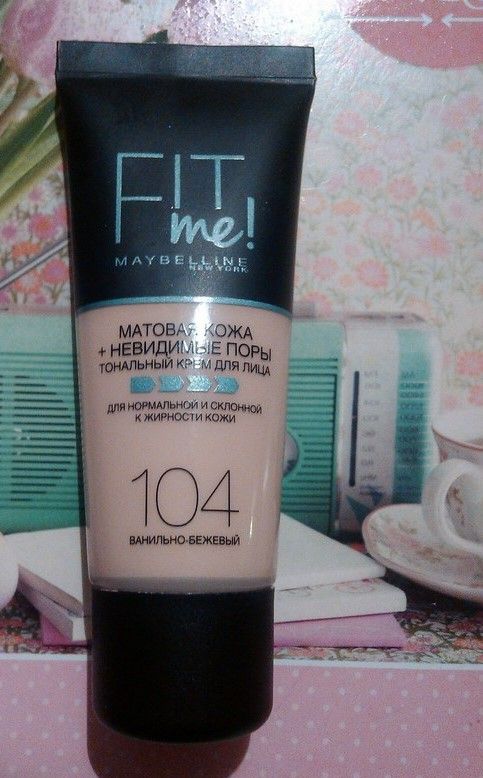 FIT
me!
MAYBELLINE
NEW YORK
МАТОВАЯ КОЖА
+ НЕВИДИМЫЕ ПОРЫ
ТОНАЛЬНЫЙ КРЕМ ДЛЯ ЛИЦА
ДЛЯ НОРМАЛЬНОЙ И СКЛОННОЙ
К ЖИРНОСТИ КОЖИ
104
ВАНИЛЬНО-БЕЖЕВЫЙ